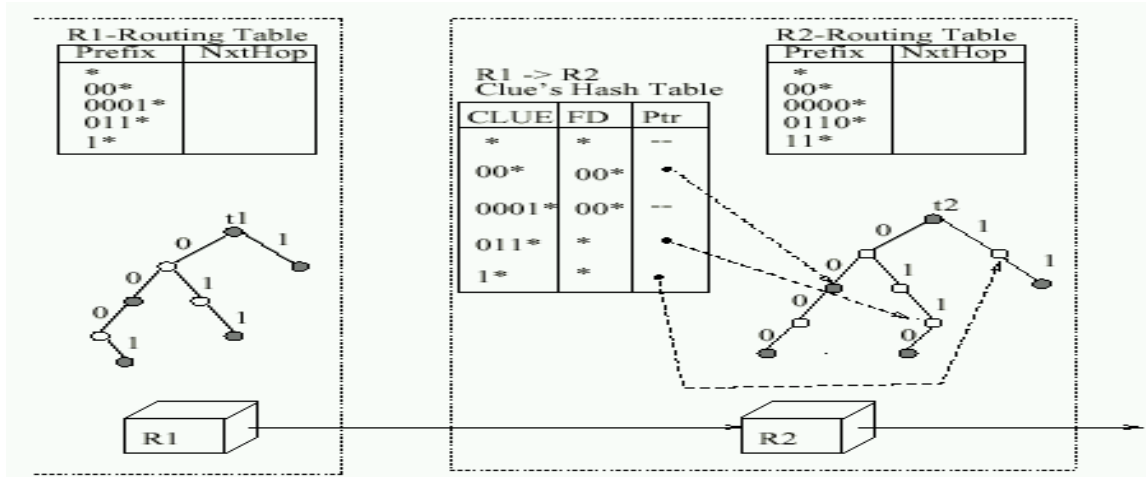 R1-Routing Table
Prefix NxtHop
*
00*
0001*
011*
1*
R1 -> R2
Clue's Hash Table
CLUE FD Ptr
* * --
00* 00*
0001* 00* --
011* *
1* *
R2-Routing Table
Prefix NxtHop
*
00*
0000*
0110*
11*
t1
0 1
0 1
0 1
1
t2
0 1
0 1 1
0 1
0 0
R1
R2